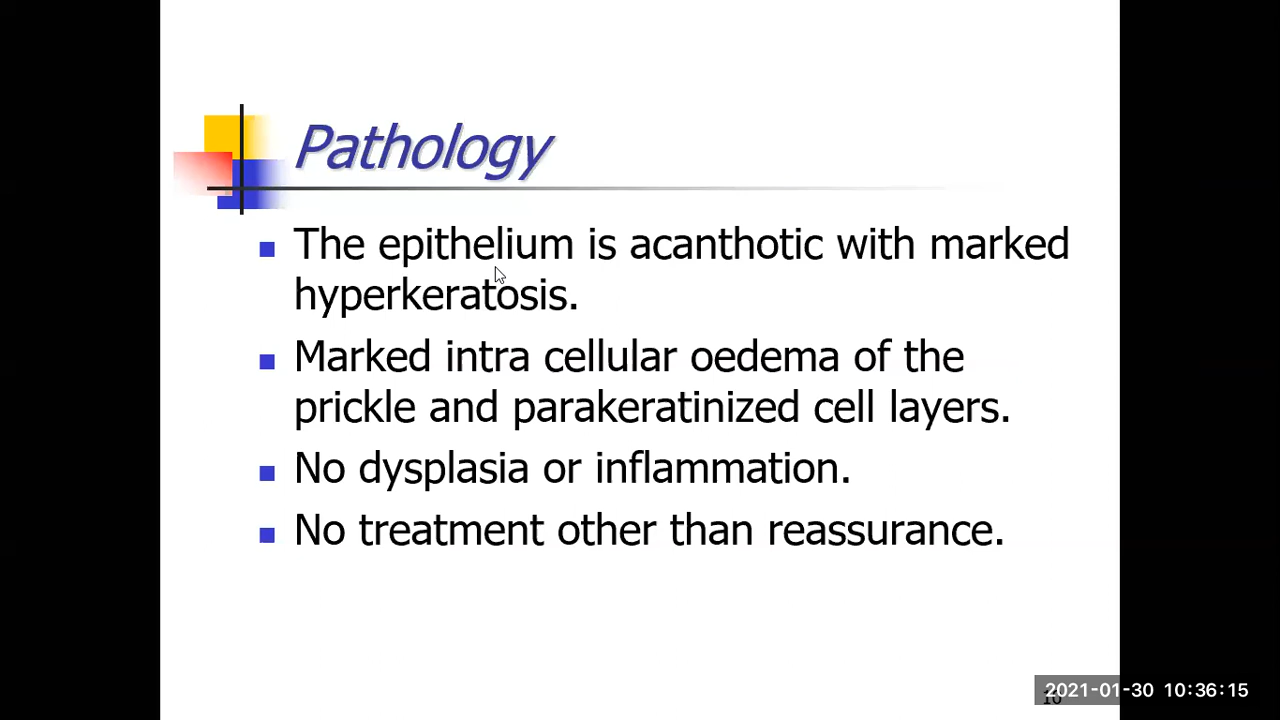 Pathology
The epithelium is acanthotic with marked
hyperkeratosis.
Marked intra cellular oedema of the
prickle and parakeratinized cell layers.
No dysplasia or inflammation.
No treatment other than reassurance.
2021-01-30 10:36:15